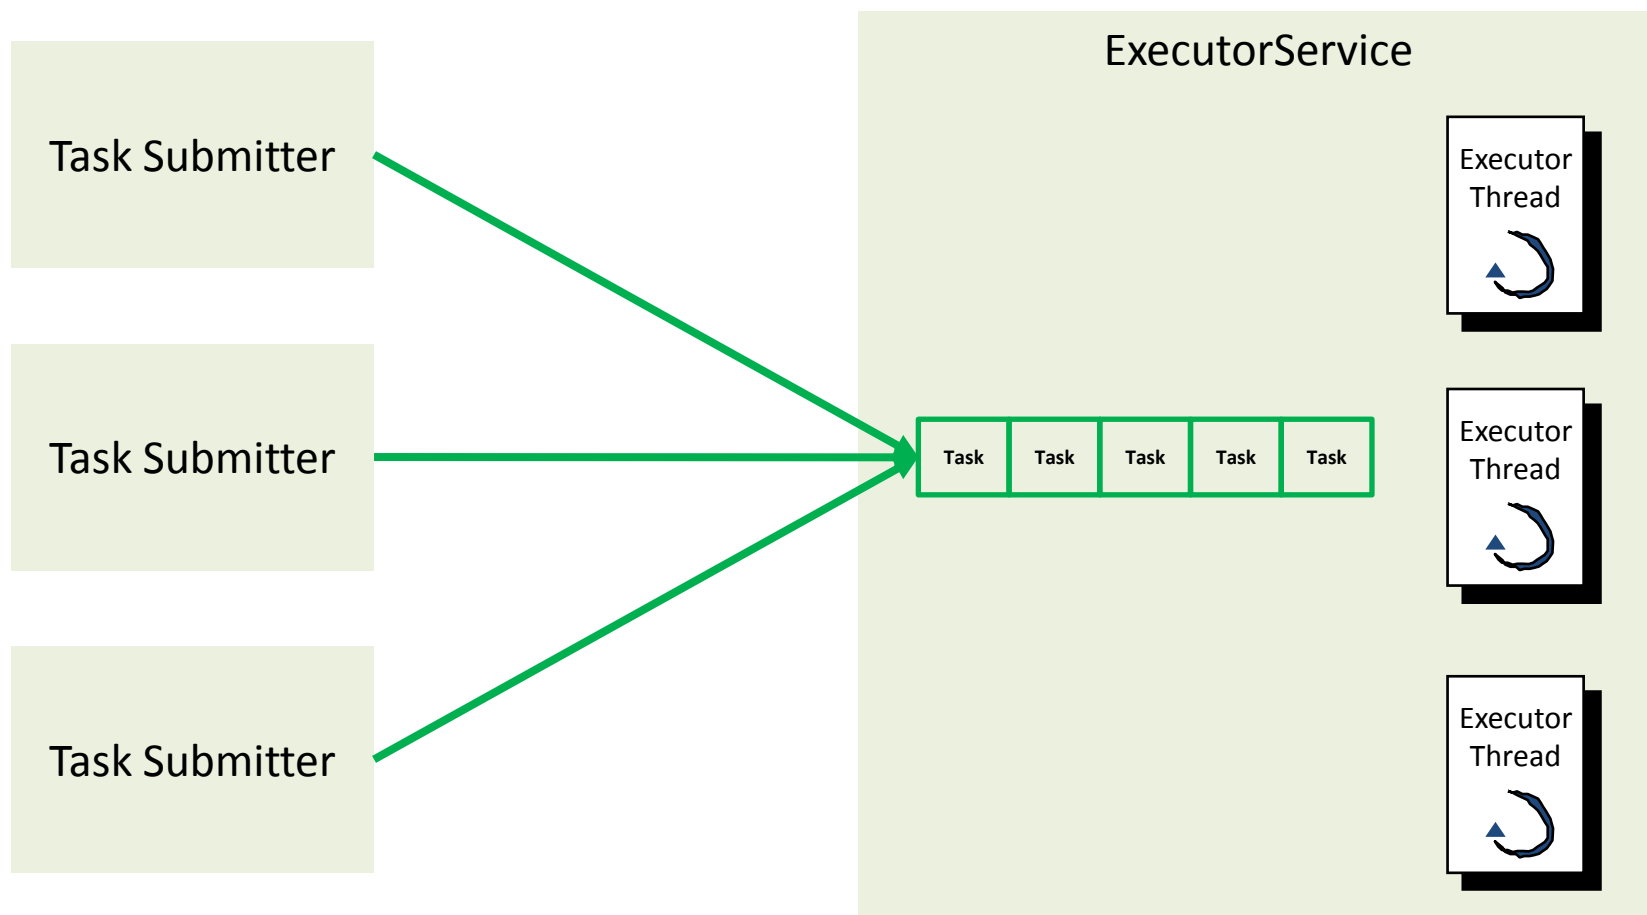 ExecutorService
Task Submitter
Task Submitter
Task Submitter
Task Task Task Task Task
Executor
Thread
Executor
Thread
Executor
Thread